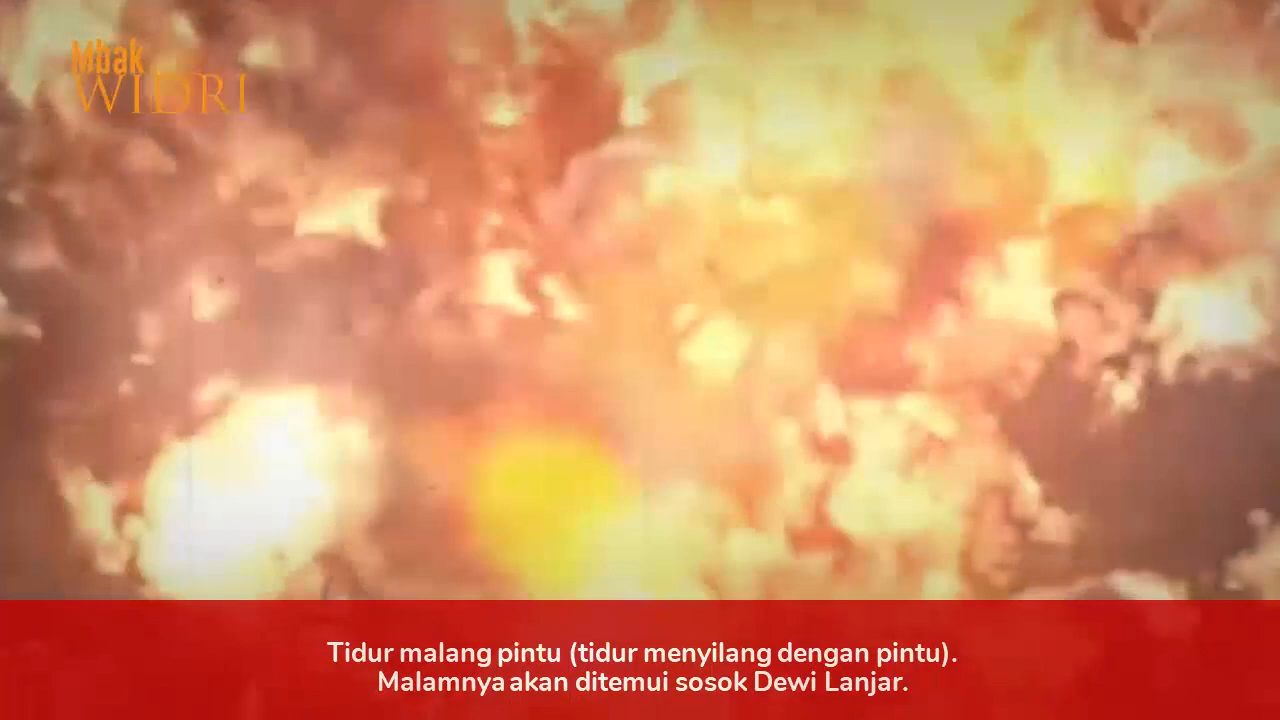 Mbak
WIDRI
Tidur malang pintu (tidur menyilang dengan pintu).
Malamnya akan ditemui sosok Dewi Lanjar.